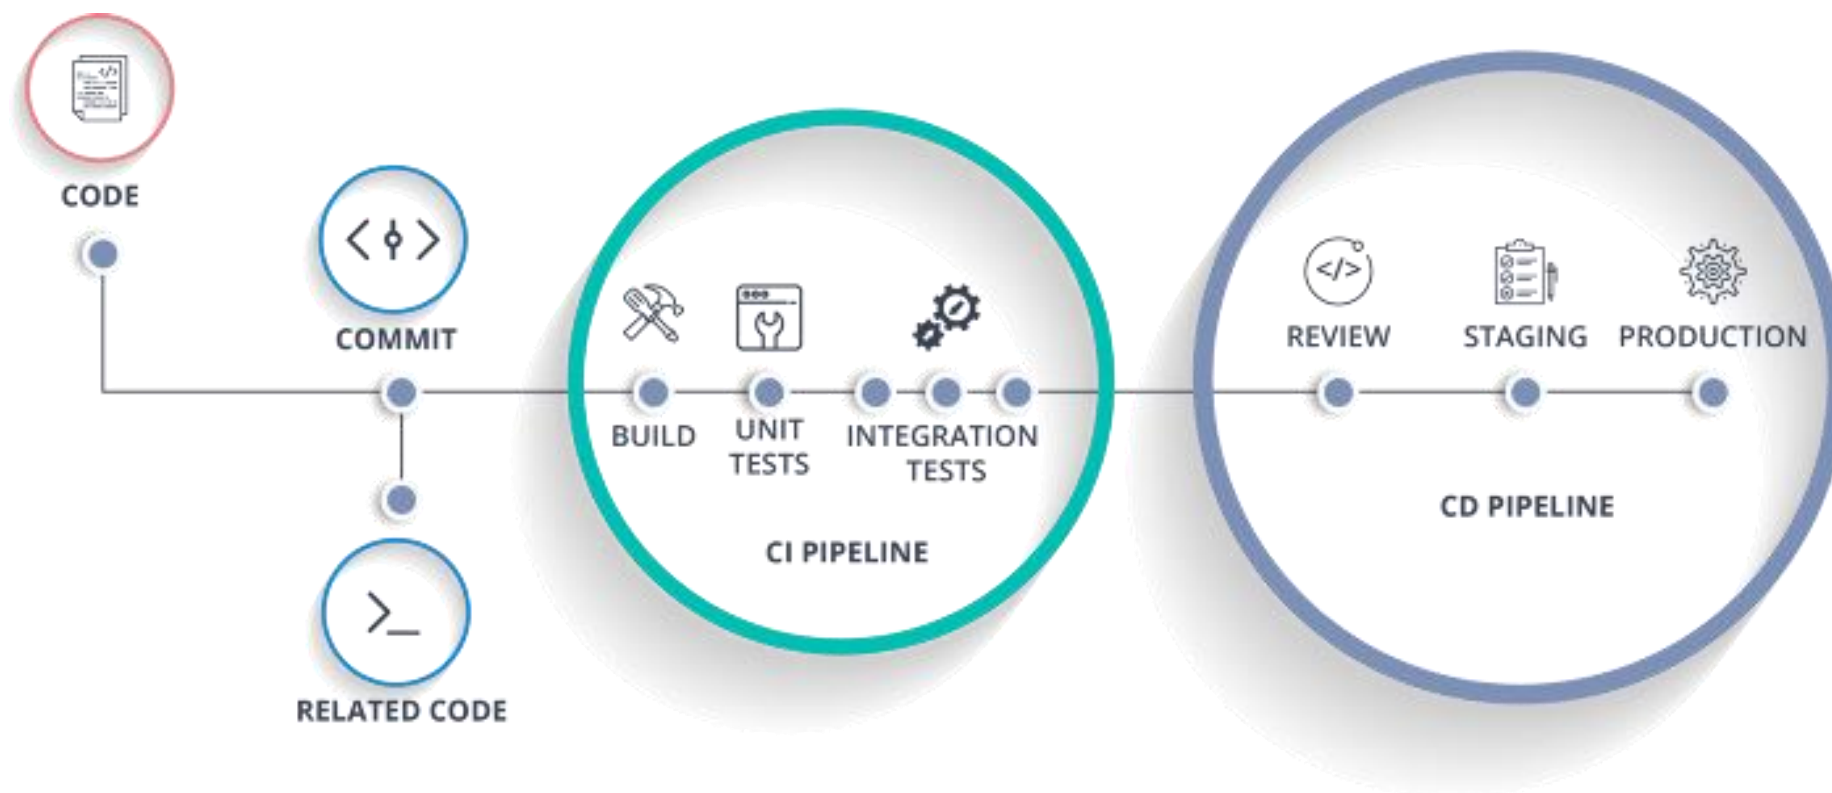 CODE
COMMIT
RELATED CODE
BUILD
UNIT
TESTS
INTEGRATION
TESTS
CI PIPELINE
REVIEW
STAGING
PRODUCTION
CD PIPELINE